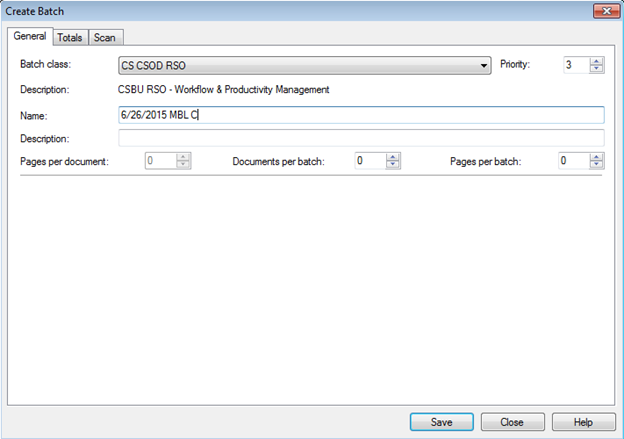 Create Batch
General Totals Scan
Batch class: CS CSOD RSO Priority: 3
Description: CSBU RSO - Workflow & Productivity Management
Name: 6/26/2015 MBL C
Description:
Pages per document: 0 Documents per batch: 0 Pages per batch: 0
Save Close Help